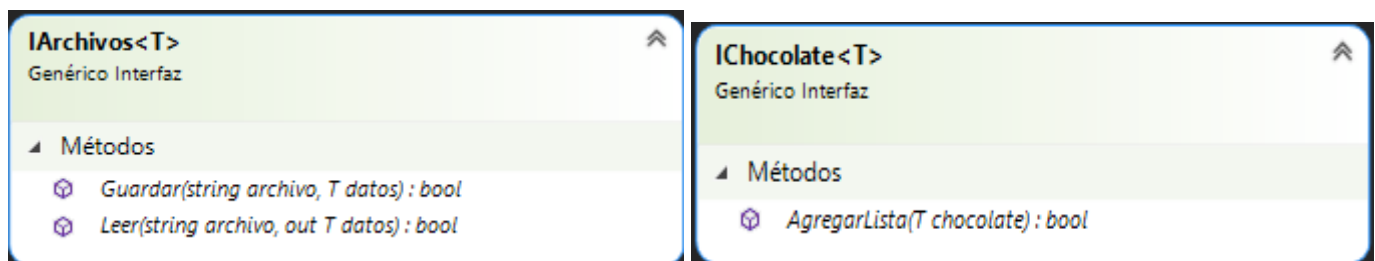 IArchivos<T>
Genérico Interfaz
Métodos
Guardar(string archivo, T datos) : bool
Leer(string archivo, out T datos) : bool
IChocolate<T>
Genérico Interfaz
Métodos
AgregarLista(T chocolate) : bool